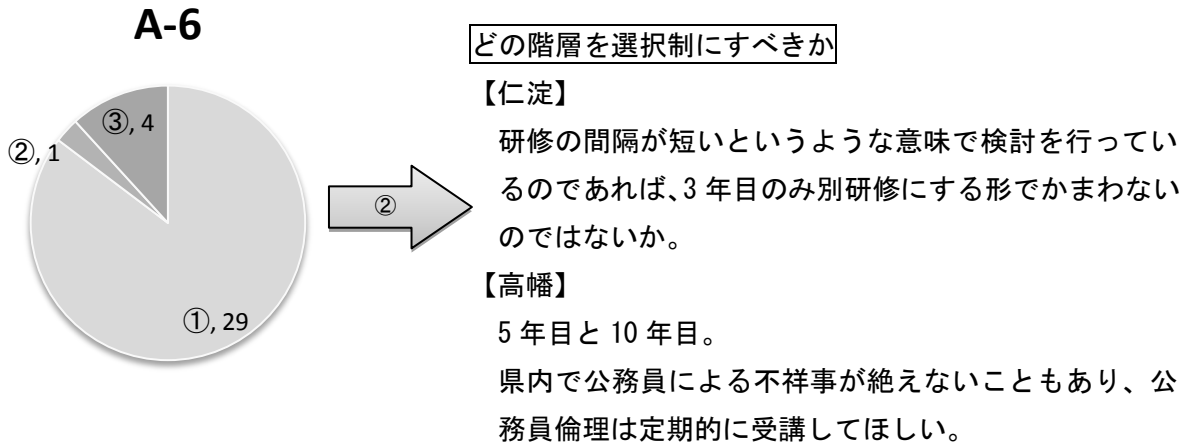 A-6
①, 29
②, 1
③, 4
②
どの階層を選択制にすべきか
【仁淀】
研修の間隔が短いというような意味で検討を行ってい
るのであれば、3 年目のみ別研修にする形でかまわない
のではないか。
【高幡】
5 年目と 10 年目。
県内で公務員による不祥事が絶えないこともあり、公
務員倫理は定期的に受講してほしい。